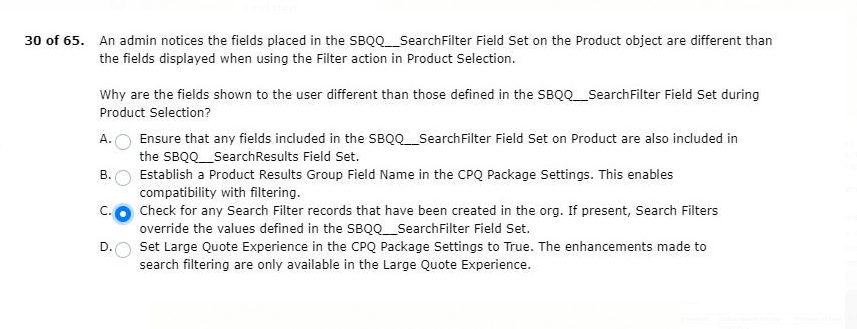 30 of 65. An admin notices the fields placed in the SBQQ__SearchFilter Field Set on the Product object are different than
the fields displayed when using the Filter action in Product Selection.
Why are the fields shown to the user different than those defined in the SBQQ__SearchFilter Field Set during
Product Selection?
A. Ensure that any fields included in the SBQQ__SearchFilter Field Set on Product are also included in
the SBQQ__SearchResults Field Set.
B. Establish a Product Results Group Field Name in the CPQ Package Settings. This enables
compatibility with filtering.
C. Check for any Search Filter records that have been created in the org. If present, Search Filters
override the values defined in the SBQQ__SearchFilter Field Set.
D. Set Large Quote Experience in the CPQ Package Settings to True. The enhancements made to
search filtering are only available in the Large Quote Experience.